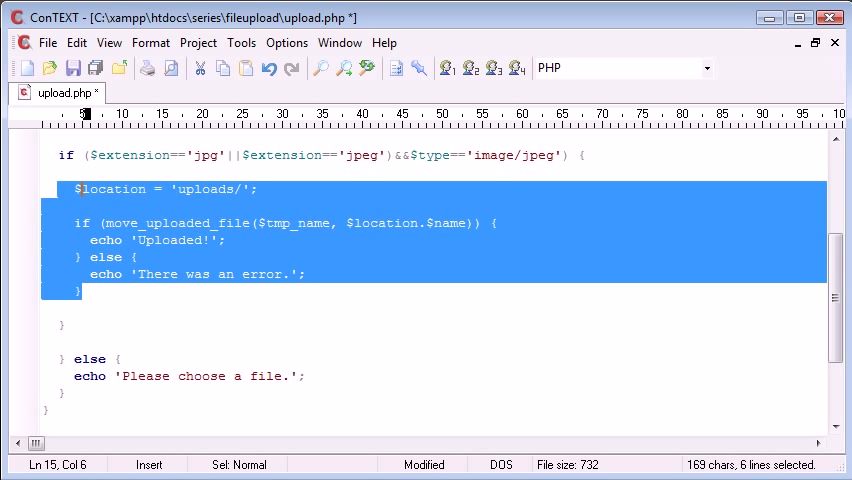 ConTEXT - [C:\xampp\htdocs\series\fileupload\upload.php *]
File Edit View Format Project Tools Options Window Help
1 2 3 4 PHP
upload.php *
5 10 15 20 25 30 35 40 45 50 55 60 65 70 75 80 85 90 95 10
if ($extension=='jpg'||$extension=='jpeg')&&$type=='image/jpeg') {
$location = 'uploads/';
if (move_uploaded_file($tmp_name, $location.$name)) {
echo 'Uploaded!';
} else {
echo 'There was an error.';
}
}
} else {
echo 'Please choose a file.';
}
}
Ln 15, Col 6 Insert Sel: Normal Modified DOS File size: 732 169 chars, 6 lines selected.